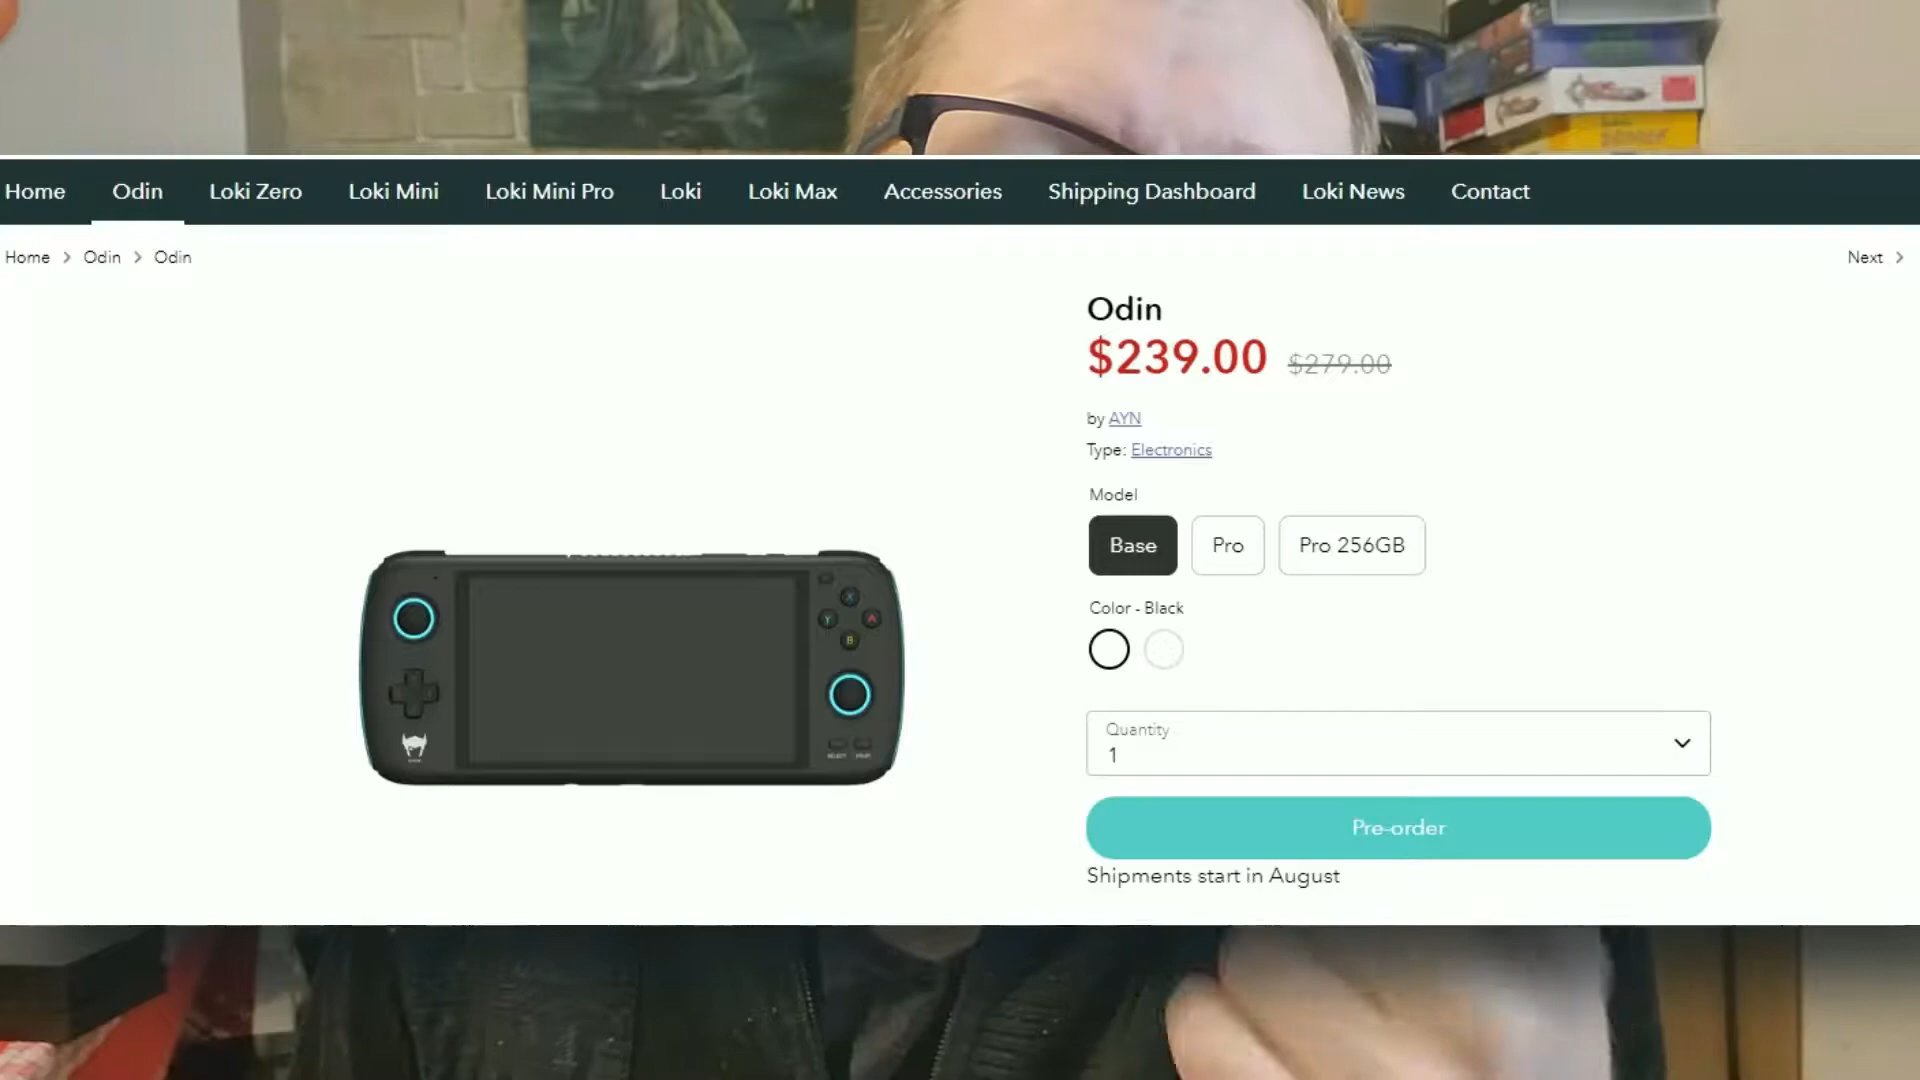 Home Odin Loki Zero Loki Mini Loki Mini Pro Loki Loki Max Accessories Shipping Dashboard Loki News Contact
Home > Odin > Odin
Next >
Odin
$239.00 $279.00
by AYN
Type: Electronics
Model
Base Pro Pro 256GB
Color - Black
X
Y A
B
SELECT START
Quantity
1
Pre-order
Shipments start in August